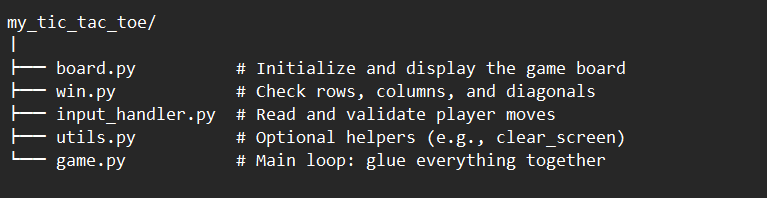 my_tic_tac_toe/
│
├── board.py          # Initialize and display the game board
├── win.py            # Check rows, columns, and diagonals
├── input_handler.py  # Read and validate player moves
├── utils.py          # Optional helpers (e.g., clear_screen)
└── game.py           # Main loop: glue everything together